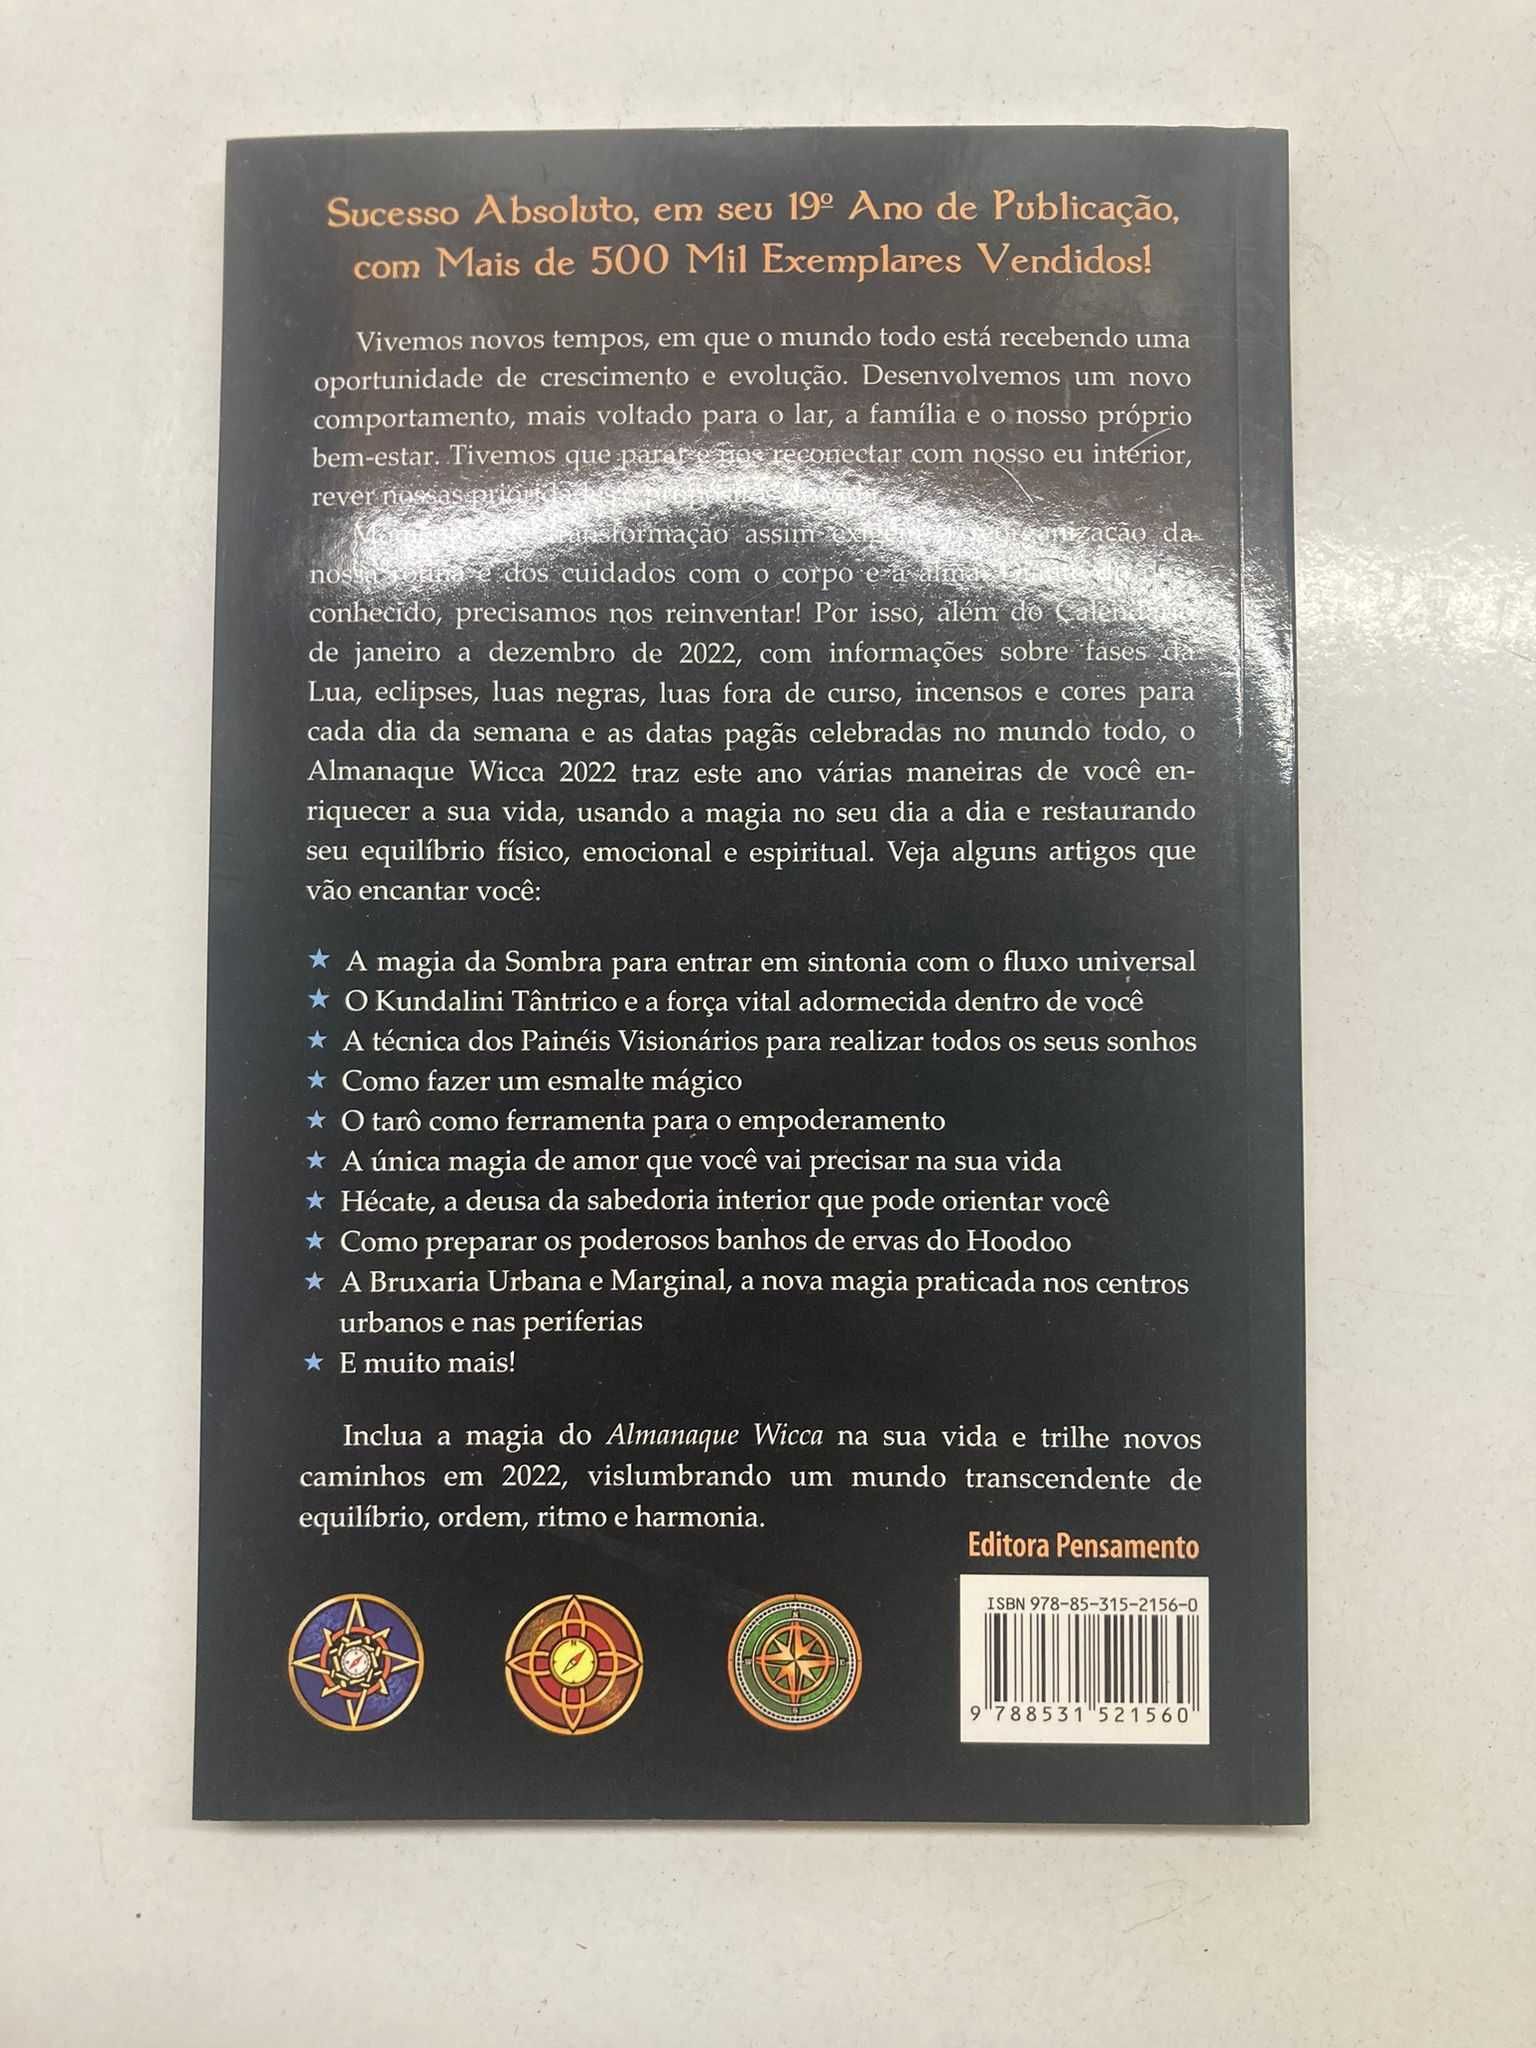 Sucesso Absoluto, em seu 19º Ano de Publicação,
com Mais de 500 Mil Exemplares Vendidos!
Vivemos novos tempos, em que o mundo todo está recebendo uma
oportunidade de crescimento e evolução. Desenvolvemos um novo
comportamento, mais voltado para o lar, a família e o nosso próprio
bem-estar. Tivemos que parar e nos reconectar com nosso eu interior,
rever nossas prioridades e
transformação assim exigem a reorganização da
nossa rotina e dos cuidados com o corpo e a alma.
conhecido, precisamos nos reinventar! Por isso, além do Calendário
de janeiro a dezembro de 2022, com informações sobre fases da
Lua, eclipses, luas negras, luas fora de curso, incensos e cores para
cada dia da semana e as datas pagãs celebradas no mundo todo, o
Almanaque Wicca 2022 traz este ano várias maneiras de você en-
riquecer a sua vida, usando a magia no seu dia a dia e restaurando
seu equilíbrio físico, emocional e espiritual. Veja alguns artigos que
vão encantar você:
★ A magia da Sombra para entrar em sintonia com o fluxo universal
★ O Kundalini Tântrico e a força vital adormecida dentro de você
★ A técnica dos Painéis Visionários para realizar todos os seus sonhos
★ Como fazer um esmalte mágico
★ O tarô como ferramenta para o empoderamento
★ A única magia de amor que você vai precisar na sua vida
★ Hécate, a deusa da sabedoria interior que pode orientar você
★ Como preparar os poderosos banhos de ervas do Hoodoo
★ A Bruxaria Urbana e Marginal, a nova magia praticada nos centros
urbanos e nas periferias
★ E muito mais!
Inclua a magia do Almanaque Wicca na sua vida e trilhe novos
caminhos em 2022, vislumbrando um mundo transcendente de
equilíbrio, ordem, ritmo e harmonia.
Editora Pensamento
ISBN 978-85-315-2156-0
9 788531 521560